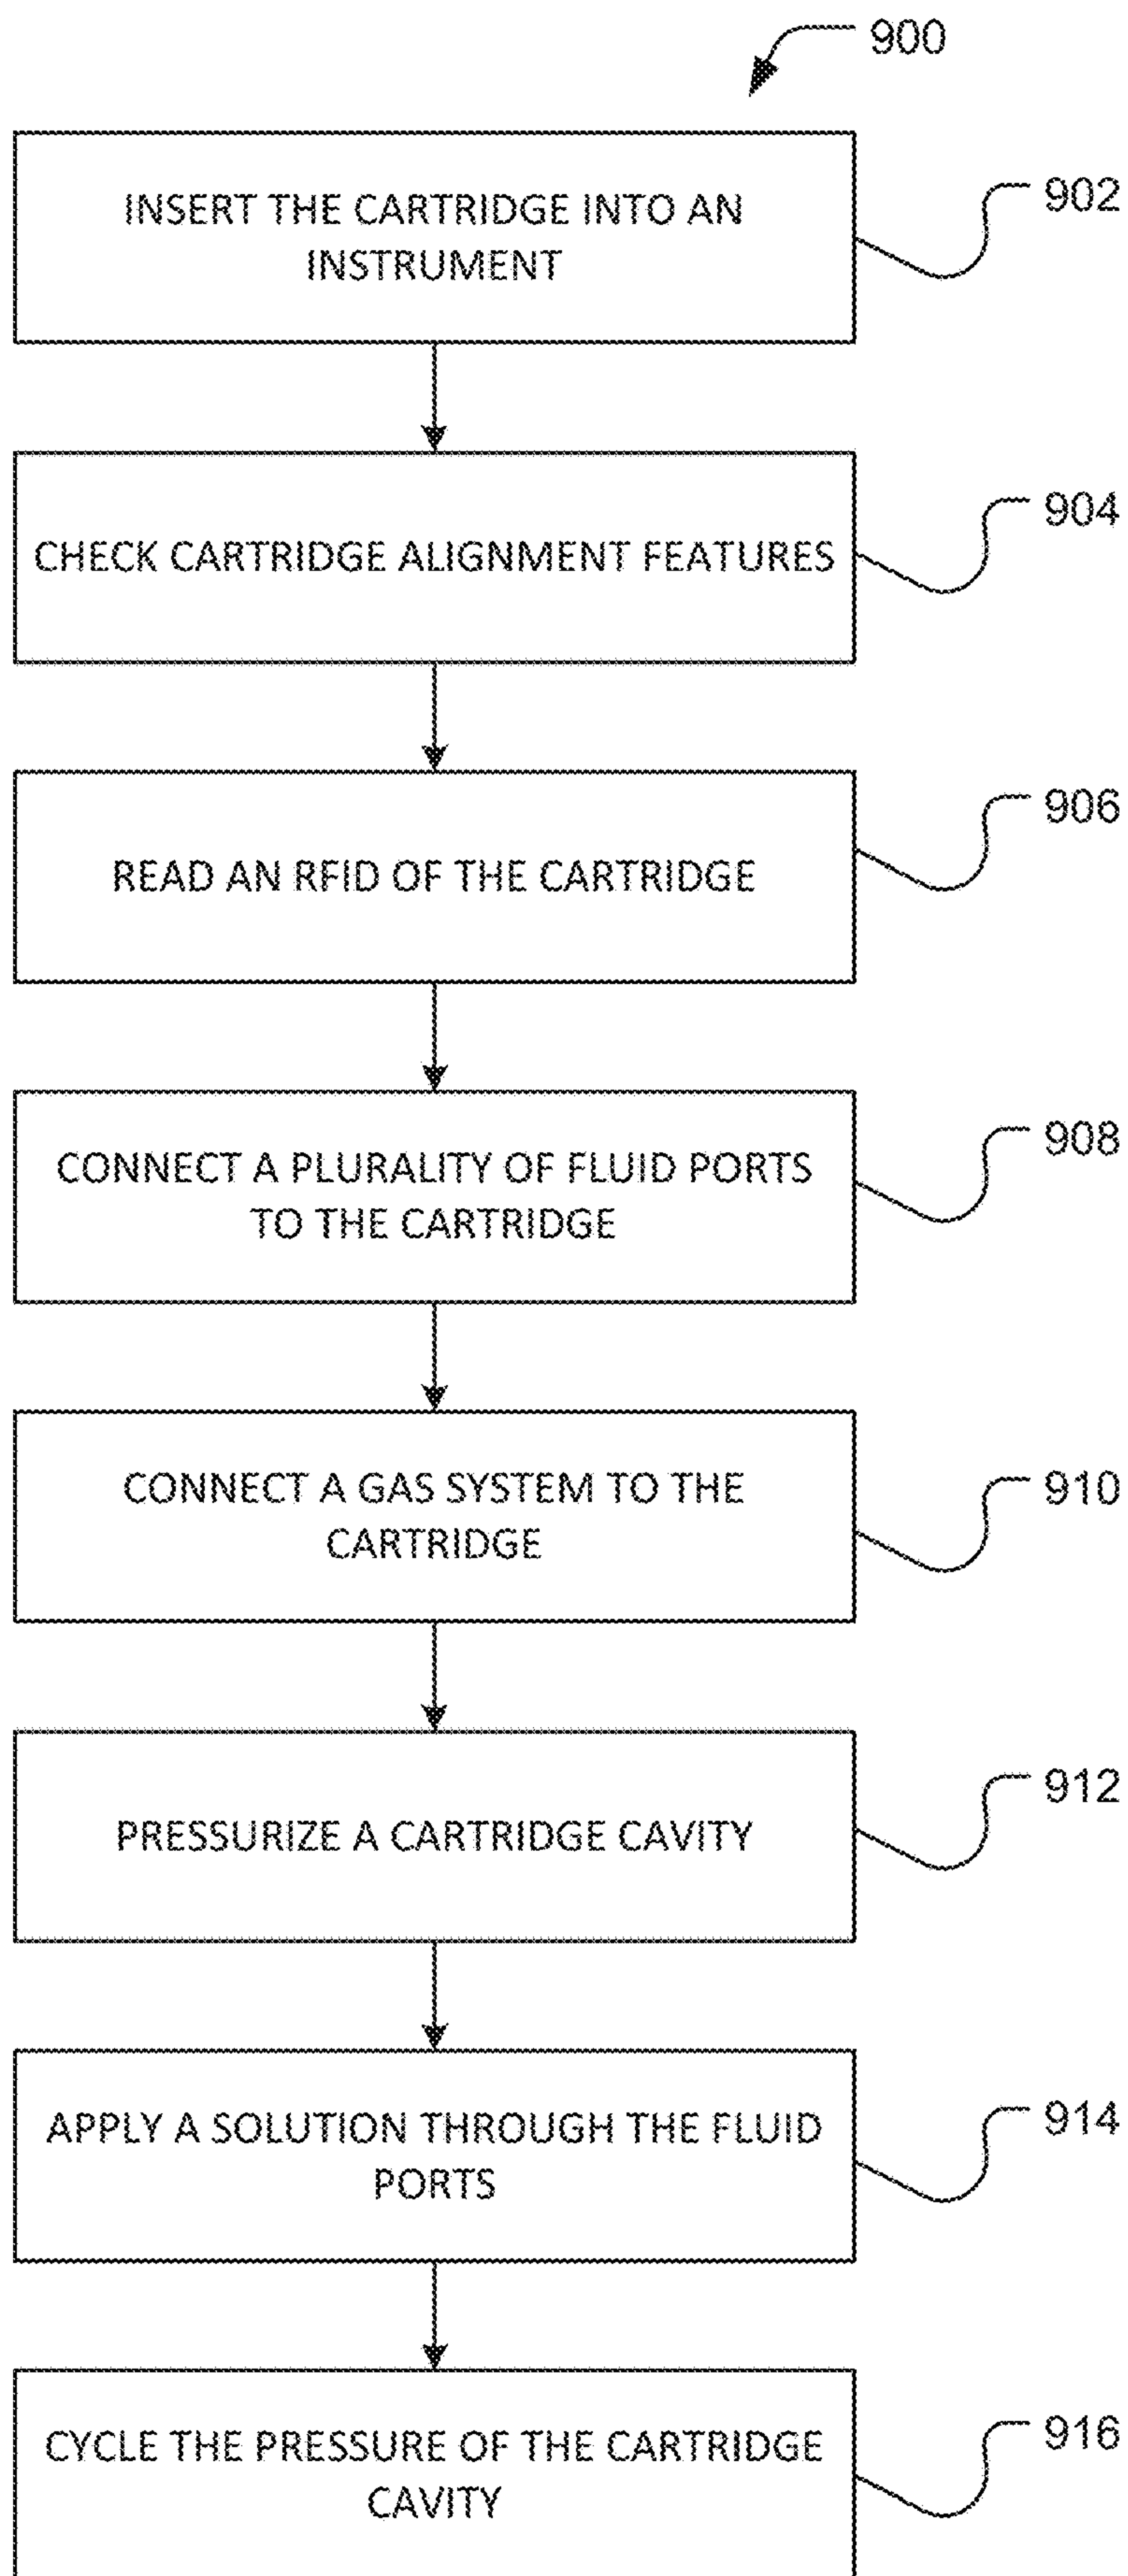 900
INSERT THE CARTRIDGE INTO AN
INSTRUMENT
902
CHECK CARTRIDGE ALIGNMENT FEATURES
904
READ AN RFID OF THE CARTRIDGE
906
CONNECT A PLURALITY OF FLUID PORTS
TO THE CARTRIDGE
908
CONNECT A GAS SYSTEM TO THE
CARTRIDGE
910
PRESSURIZE A CARTRIDGE CAVITY
912
APPLY A SOLUTION THROUGH THE FLUID
PORTS
914
CYCLE THE PRESSURE OF THE CARTRIDGE
CAVITY
916